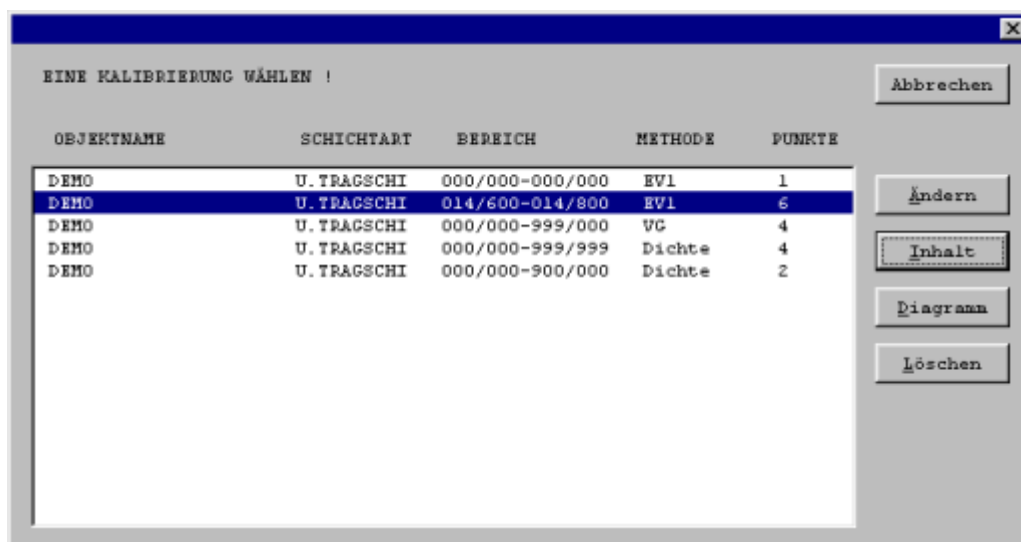 EINE KALIBRIERUNG WÄHLEN !
Abbrechen
OBJEKTNAME SCHICHTART BEREICH METHODE PUNKTE
DEMO U.TRAGSCHI 000/000-000/000 EV1 1
DEMO U.TRAGSCHI 014/600-014/800 EV1 6
DEMO U.TRAGSCHI 000/000-999/000 VG 4
DEMO U.TRAGSCHI 000/000-999/999 Dichte 4
DEMO U.TRAGSCHI 000/000-900/000 Dichte 2
Ändern
Inhalt
Diagramm
Löschen